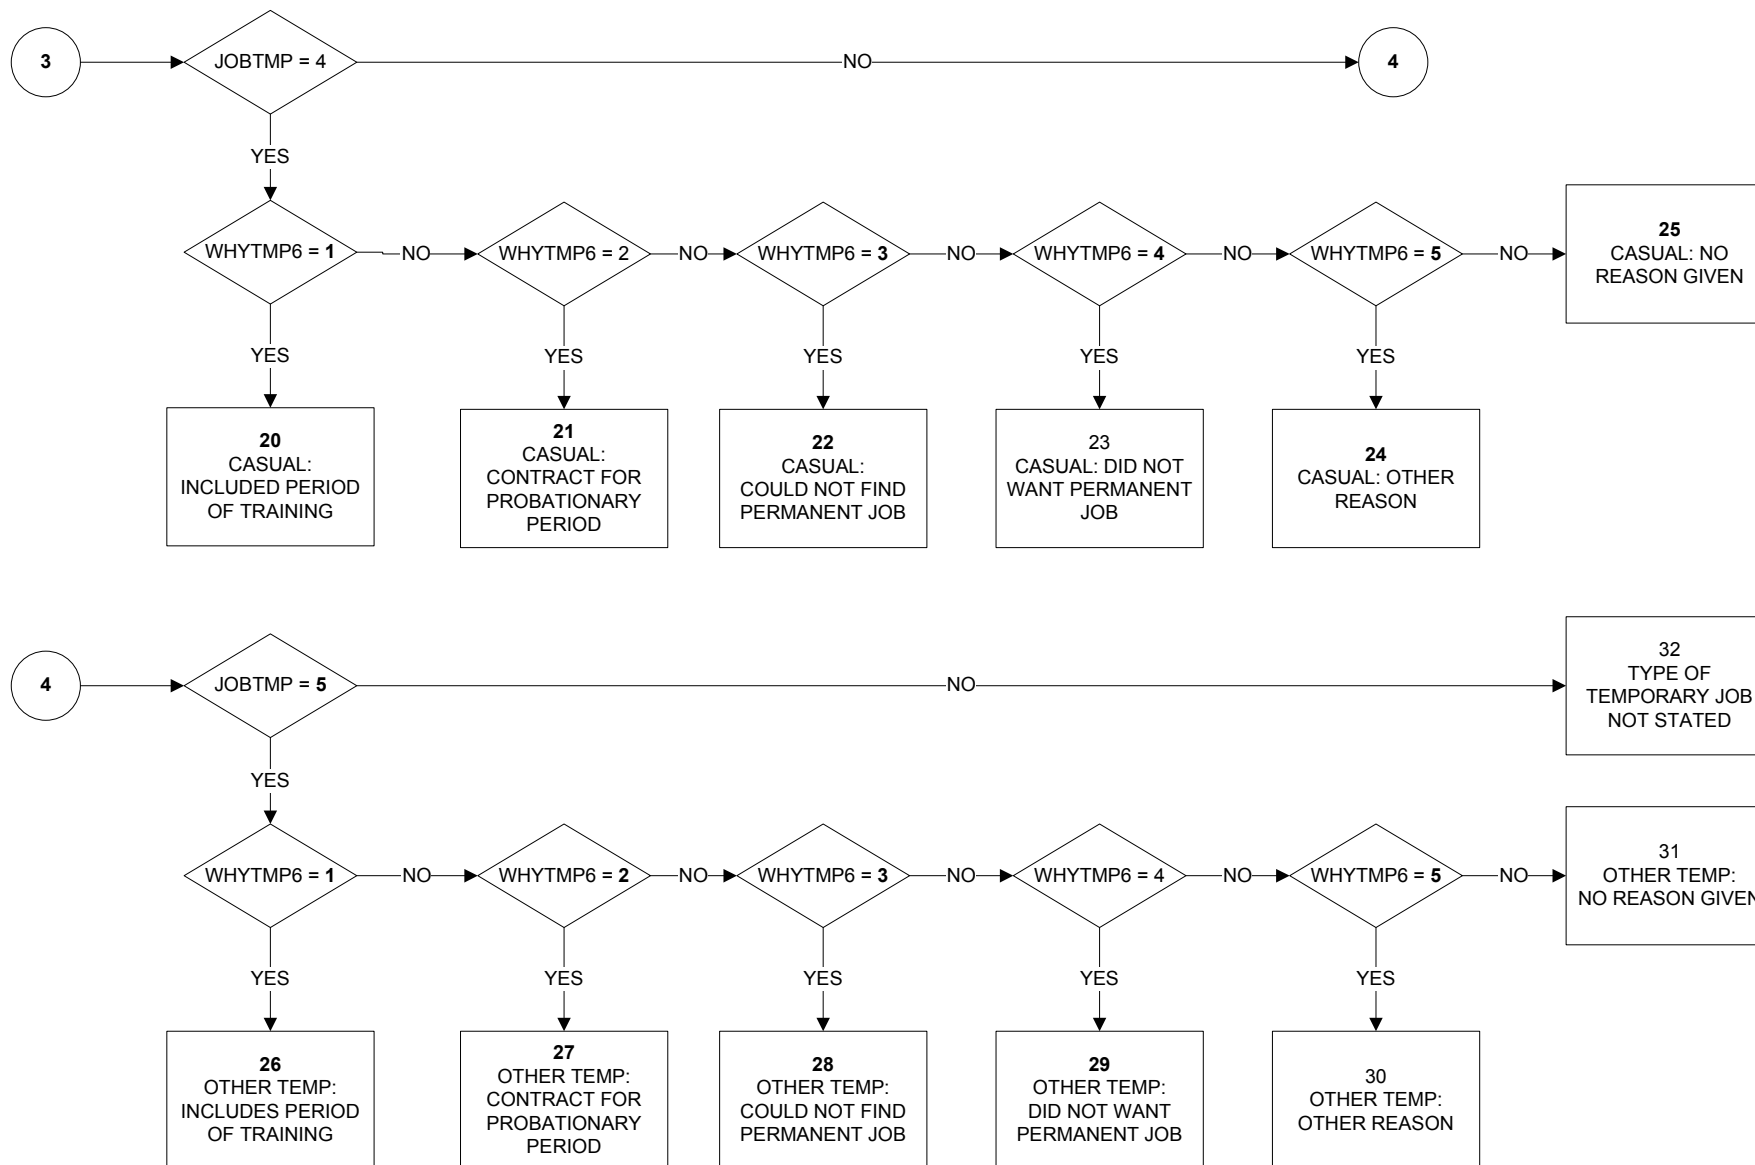 3
JOBTMP = 4
NO
4
YES
WHYTMP6 = 1
NO
WHYTMP6 = 2
NO
WHYTMP6 = 3
NO
WHYTMP6 = 4
NO
WHYTMP6 = 5
NO
25
CASUAL: NO
REASON GIVEN
YES
YES
YES
YES
YES
20
CASUAL:
INCLUDED PERIOD
OF TRAINING
21
CASUAL:
CONTRACT FOR
PROBATIONARY
PERIOD
22
CASUAL:
COULD NOT FIND
PERMANENT JOB
23
CASUAL: DID NOT
WANT PERMANENT
JOB
24
CASUAL: OTHER
REASON
4
JOBTMP = 5
NO
32
TYPE OF
TEMPORARY JOB
NOT STATED
YES
WHYTMP6 = 1
NO
WHYTMP6 = 2
NO
WHYTMP6 = 3
NO
WHYTMP6 = 4
NO
WHYTMP6 = 5
NO
31
OTHER TEMP:
NO REASON GIVEN
YES
YES
YES
YES
YES
26
OTHER TEMP:
INCLUDES PERIOD
OF TRAINING
27
OTHER TEMP:
CONTRACT FOR
PROBATIONARY
PERIOD
28
OTHER TEMP:
COULD NOT FIND
PERMANENT JOB
29
OTHER TEMP:
DID NOT WANT
PERMANENT JOB
30
OTHER TEMP:
OTHER REASON